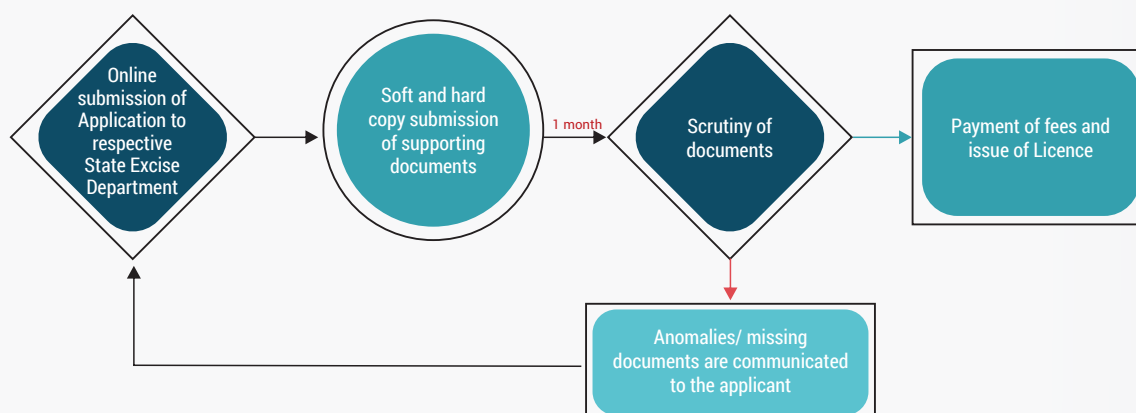 Online
submission of
Application to
respective
State Excise
Department
Soft and hard
copy submission
of supporting
documents
1 month
Scrutiny of
documents
Payment of fees and
issue of Licence
Anomalies/ missing
documents are communicated
to the applicant